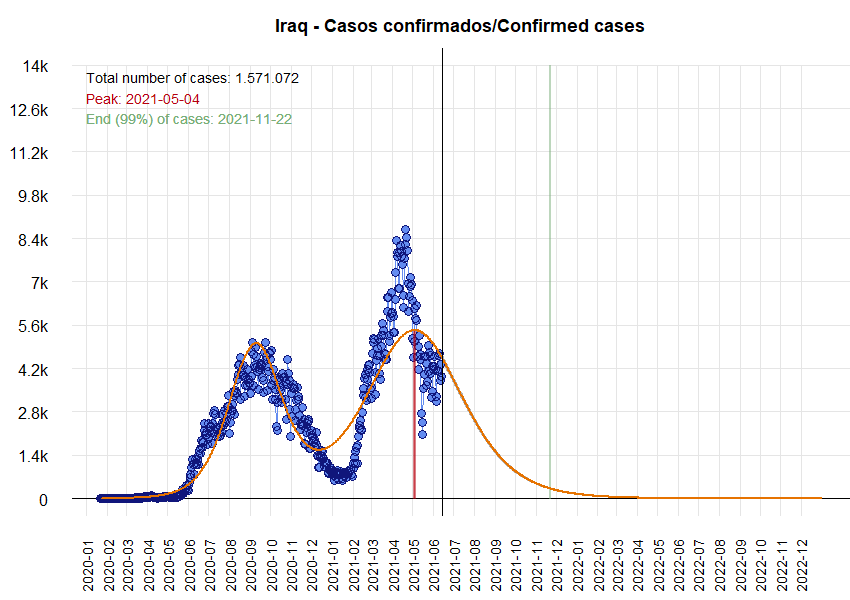 Iraq - Casos confirmados/Confirmed cases
14k
12.6k
11.2k
9.8k
8.4k
7k
5.6k
4.2k
2.8k
1.4k
0
Total number of cases: 1.571.072
Peak: 2021-05-04
End (99%) of cases: 2021-11-22
2020-01
2020-02
2020-03
2020-04
2020-05
2020-06
2020-07
2020-08
2020-09
2020-10
2020-11
2020-12
2021-01
2021-02
2021-03
2021-04
2021-05
2021-06
2021-07
2021-08
2021-09
2021-10
2021-11
2021-12
2022-01
2022-02
2022-03
2022-04
2022-05
2022-06
2022-07
2022-08
2022-09
2022-10
2022-11
2022-12